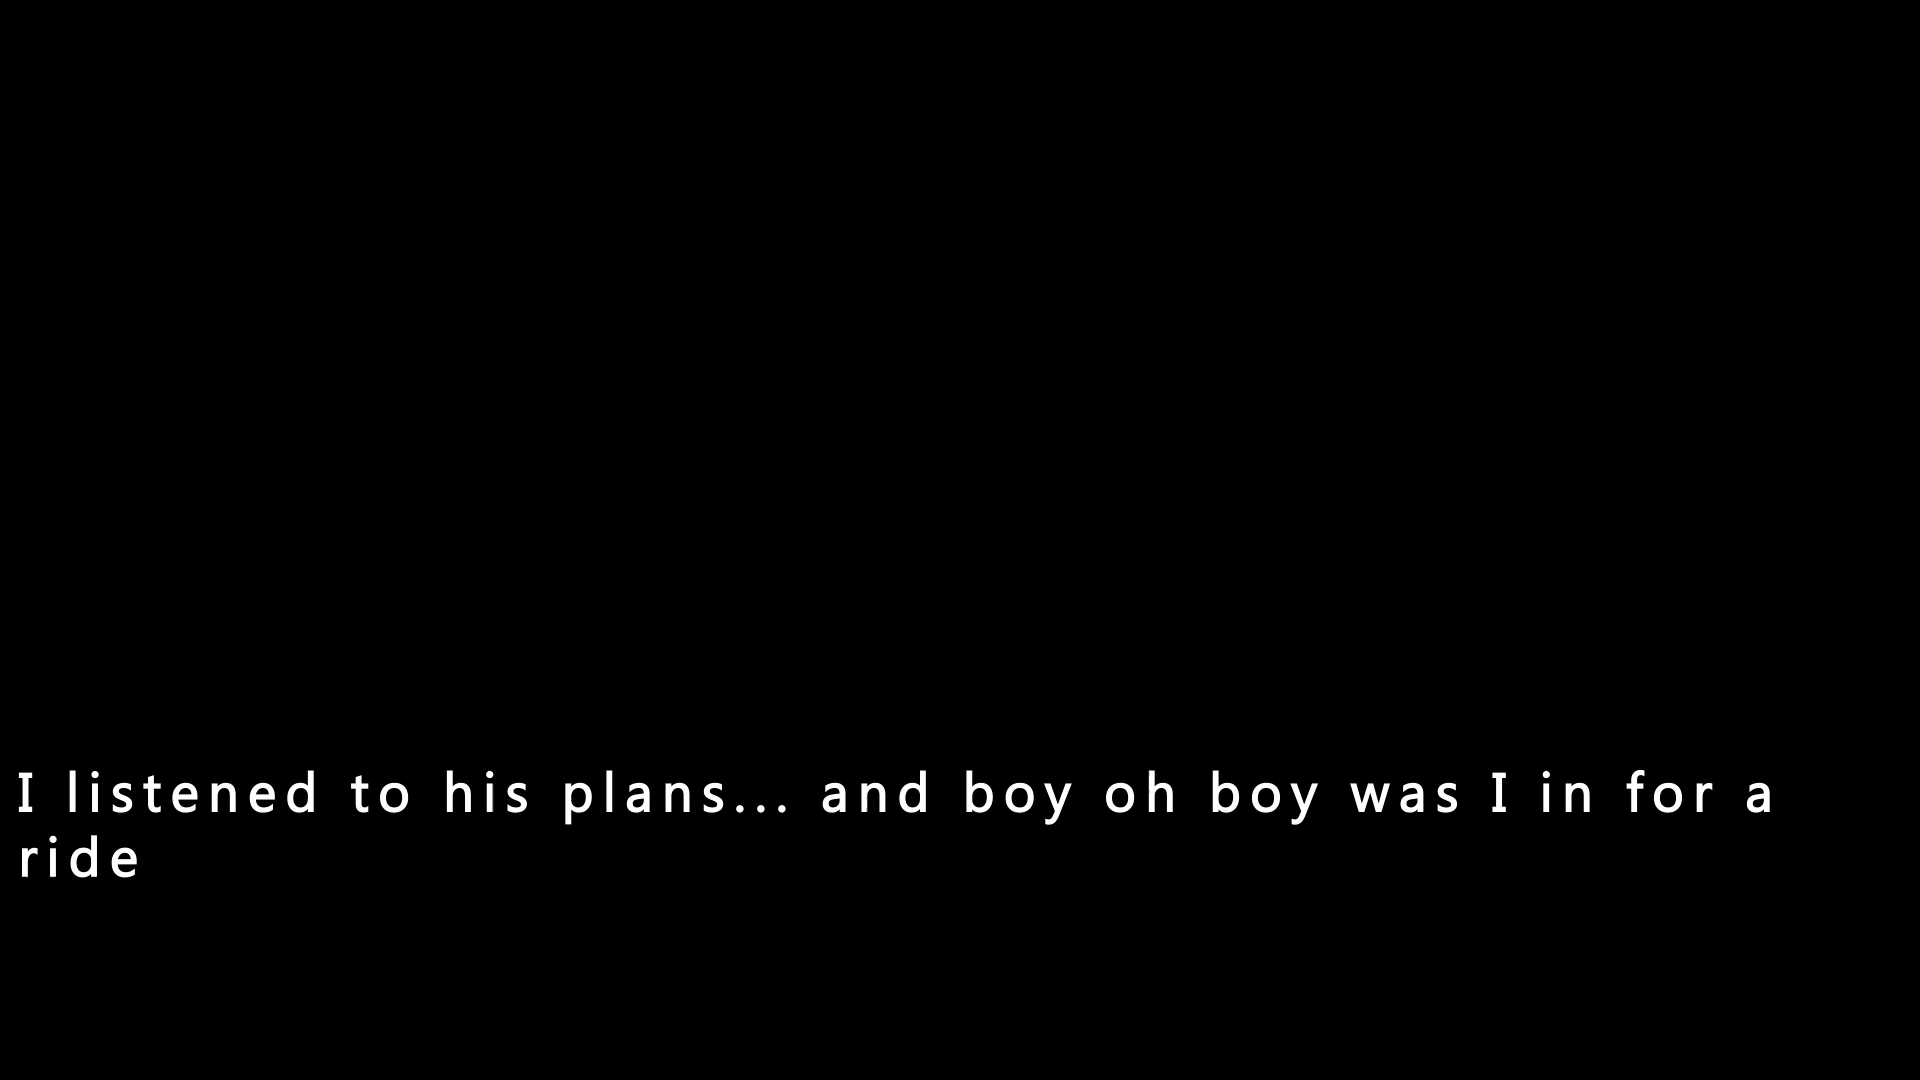 I listened to his plans... and boy oh boy was I in for a
ride